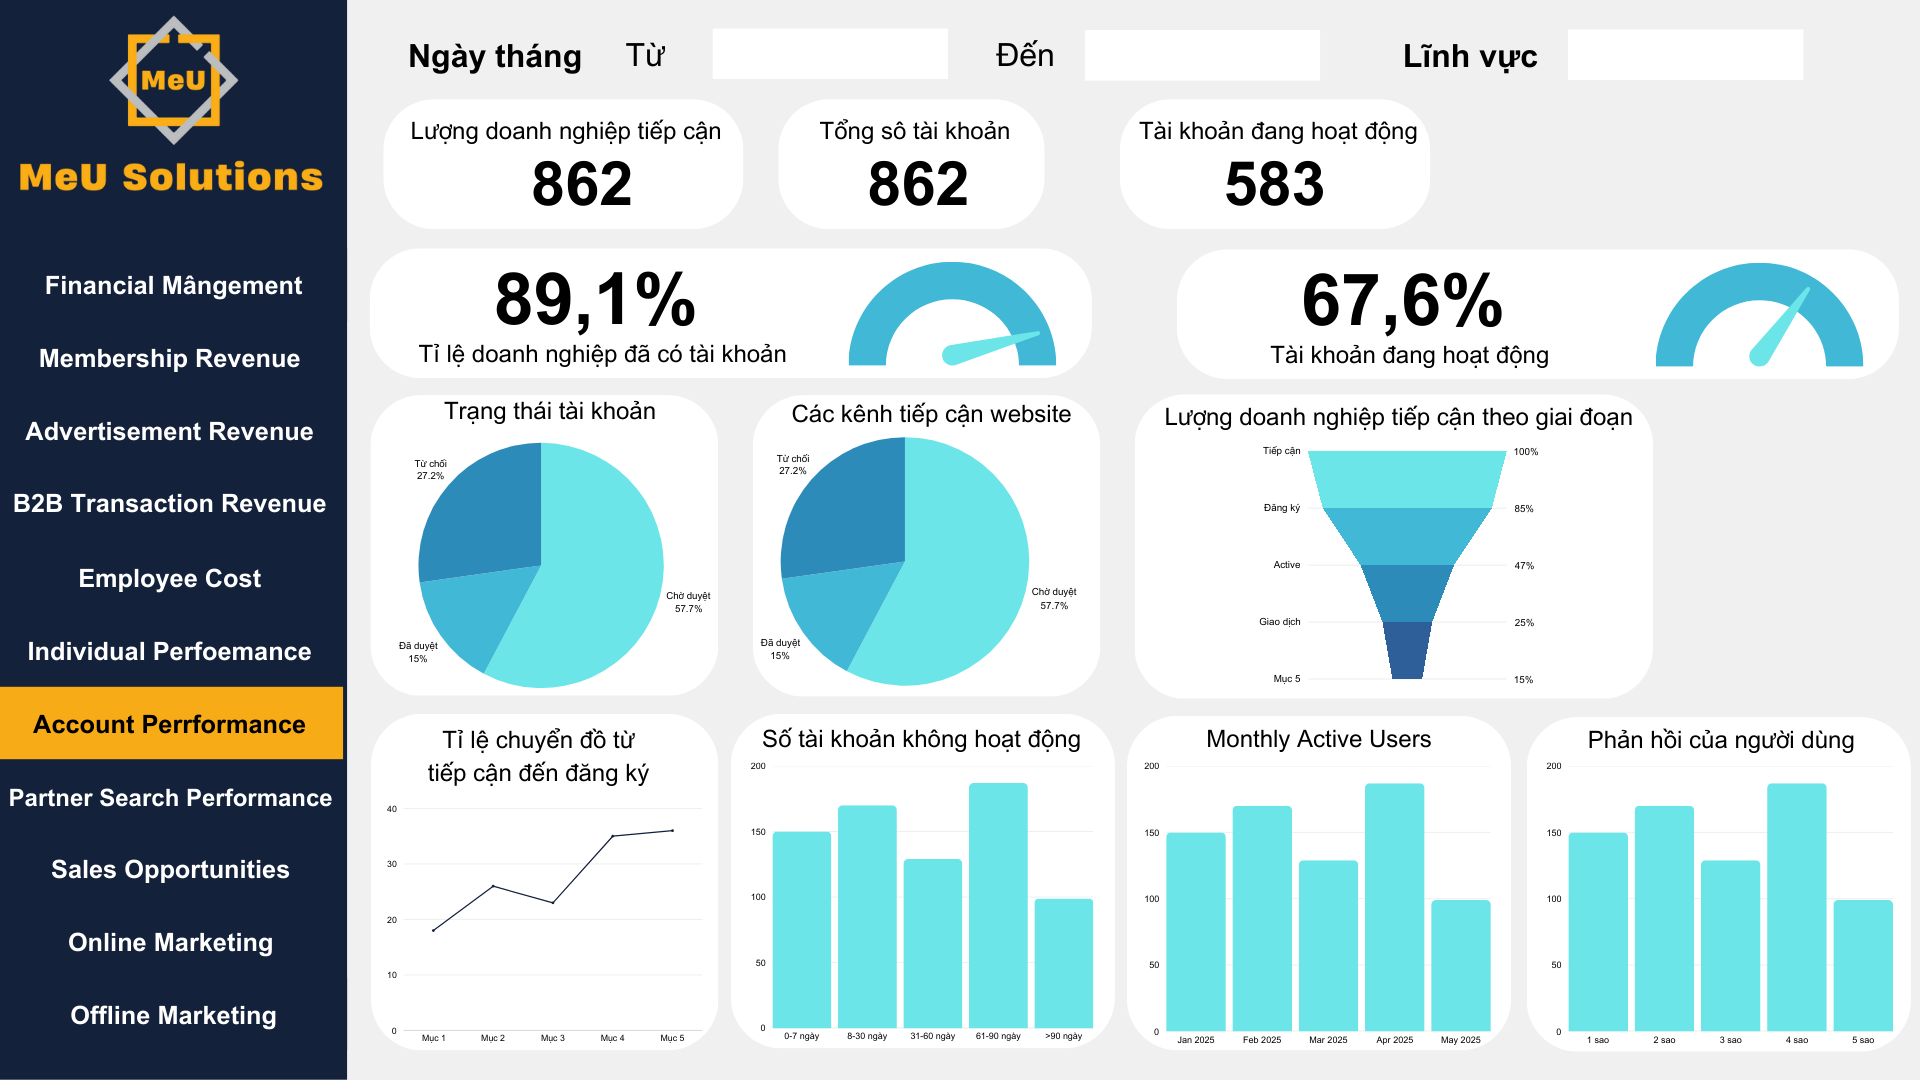 MeU
MeU Solutions
Financial Mângement
Membership Revenue
Advertisement Revenue
B2B Transaction Revenue
Employee Cost
Individual Perfoemance
Account Perrformance
Partner Search Performance
Sales Opportunities
Online Marketing
Offline Marketing
Ngày tháng Từ Đến Lĩnh vực
Lượng doanh nghiệp tiếp cận
862
Tổng sô tài khoản
862
Tài khoản đang hoạt động
583
89,1%
Tỉ lệ doanh nghiệp đã có tài khoản
67,6%
Tài khoản đang hoạt động
Trạng thái tài khoản
Từ chối
27.2%
Chờ duyệt
57.7%
Đã duyệt
15%
Các kênh tiếp cận website
Từ chối
27.2%
Chờ duyệt
57.7%
Đã duyệt
15%
Lượng doanh nghiệp tiếp cận theo giai đoạn
Tiếp cận 100%
Đăng ký 85%
Active 47%
Giao dịch 25%
Mục 5 15%
Tỉ lệ chuyển đồ từ
tiếp cận đến đăng ký
40
30
20
10
0
Mục 1 Mục 2 Mục 3 Mục 4 Mục 5
Số tài khoản không hoạt động
200
150
100
50
0
0-7 ngày 8-30 ngày 31-60 ngày 61-90 ngày >90 ngày
Monthly Active Users
200
150
100
50
0
Jan 2025 Feb 2025 Mar 2025 Apr 2025 May 2025
Phản hồi của người dùng
200
150
100
50
0
1 sao 2 sao 3 sao 4 sao 5 sao